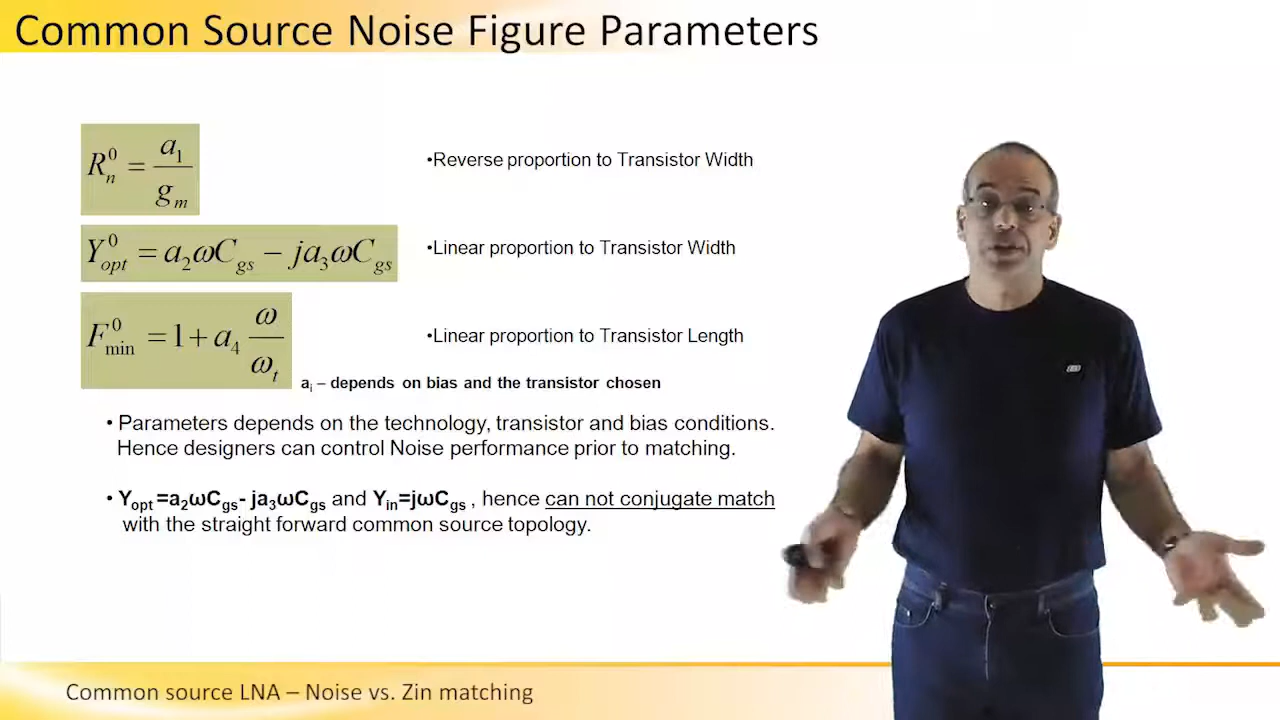 Common Source Noise Figure Parameters
R_n^0 = a_1 / g_m
•Reverse proportion to Transistor Width
Y_opt^0 = a_2 ωC_gs − ja_3 ωC_gs
•Linear proportion to Transistor Width
F_min^0 = 1 + a_4 ω / ω_t
•Linear proportion to Transistor Length
a_i – depends on bias and the transistor chosen
• Parameters depends on the technology, transistor and bias conditions.
Hence designers can control Noise performance prior to matching.
• Y_opt =a_2ωC_gs- ja_3ωC_gs and Y_in=jωC_gs , hence can not conjugate match
with the straight forward common source topology.
Common source LNA – Noise vs. Zin matching